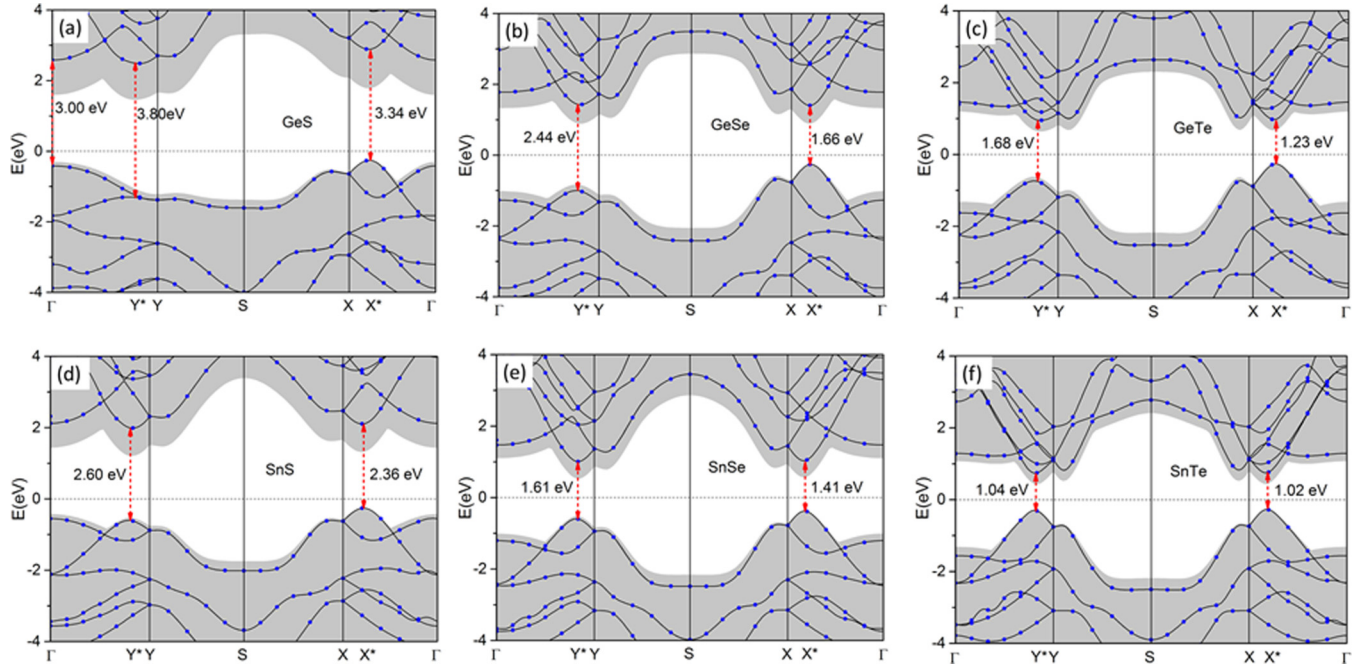 (a)
4
2
0
-2
-4
E(eV)
3.00 eV
3.80eV
3.34 eV
GeS
Γ Y* Y S X X* Γ
(b)
4
2
0
-2
-4
E(eV)
2.44 eV
1.66 eV
GeSe
Γ Y* Y S X X* Γ
(c)
4
2
0
-2
-4
E(eV)
1.68 eV
1.23 eV
GeTe
Γ Y* Y S X X* Γ
(d)
4
2
0
-2
-4
E(eV)
2.60 eV
2.36 eV
SnS
Γ Y* Y S X X* Γ
(e)
4
2
0
-2
-4
E(eV)
1.61 eV
1.41 eV
SnSe
Γ Y* Y S X X* Γ
(f)
4
2
0
-2
-4
E(eV)
1.04 eV
1.02 eV
SnTe
Γ Y* Y S X X* Γ